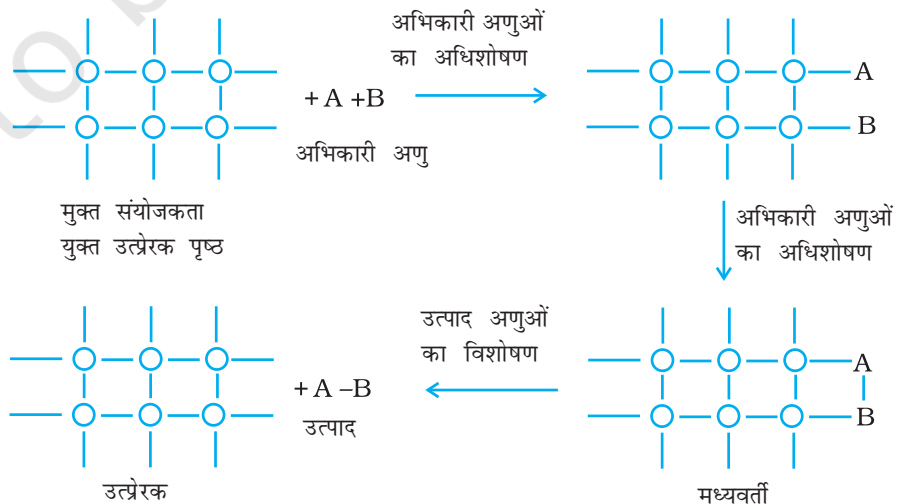 अभिकारी अणुओं
का अधिशोषण
+ A +B
अभिकारी अणु
मुक्त संयोजकता
युक्त उत्प्रेरक पृष्ठ
A
B
अभिकारी अणुओं
का अधिशोषण
उत्पाद अणुओं
का विशोषण
+ A –B
उत्पाद
उत्प्रेरक
A
B
मध्यवर्ती